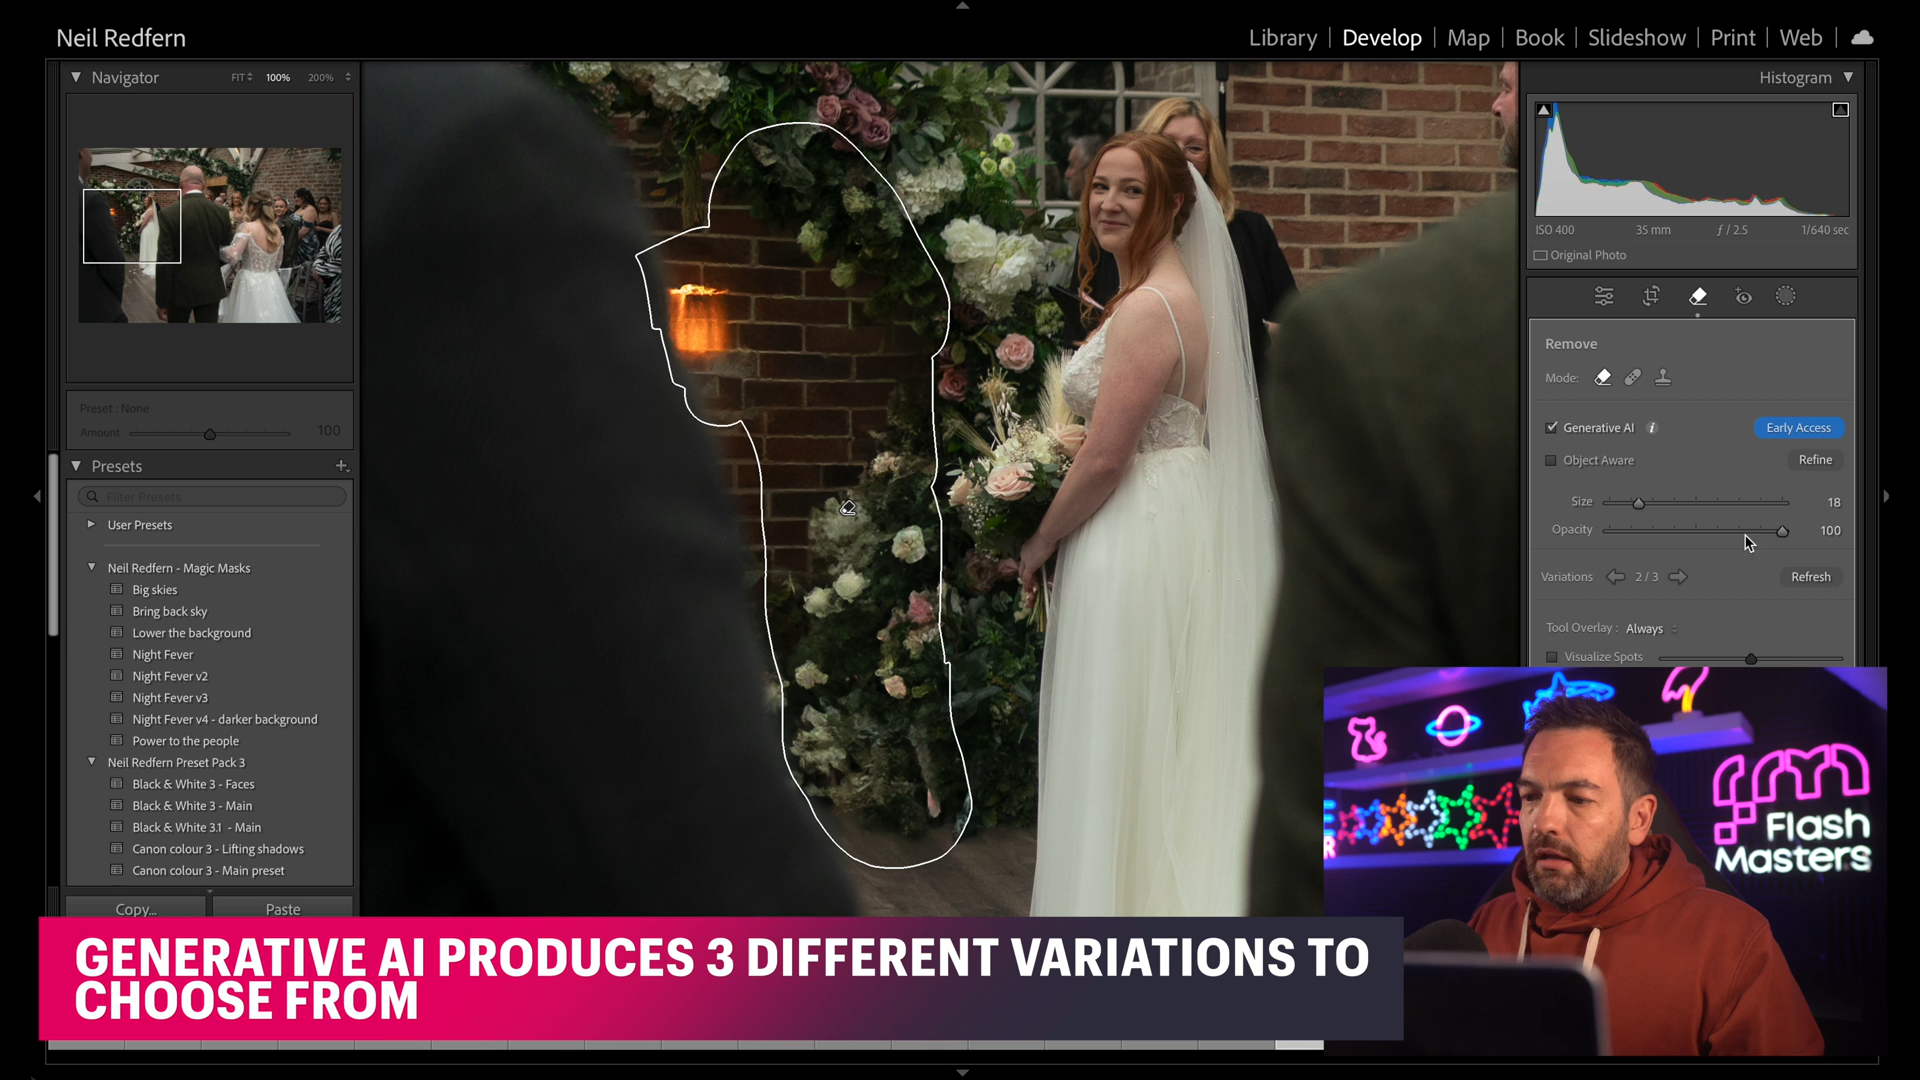 Neil Redfern
Library | Develop | Map | Book | Slideshow | Print | Web
Navigator
FIT 100% 200%
Histogram
ISO 400 35 mm ƒ / 2.5 1/640 sec
Original Photo
Remove
Mode:
Generative AI i Early Access
Object Aware Refine
Size 18
Opacity 100
Variations 2 / 3 Refresh
Tool Overlay : Always
Visualize Spots
Preset : None
Amount 100
Presets
Filter Presets
User Presets
Neil Redfern - Magic Masks
Big skies
Bring back sky
Lower the background
Night Fever
Night Fever v2
Night Fever v3
Night Fever v4 - darker background
Power to the people
Neil Redfern Preset Pack 3
Black & White 3 - Faces
Black & White 3 - Main
Black & White 3.1 - Main
Canon colour 3 - Lifting shadows
Canon colour 3 - Main preset
Copy... Paste
Flash
Masters
GENERATIVE AI PRODUCES 3 DIFFERENT VARIATIONS TO
CHOOSE FROM